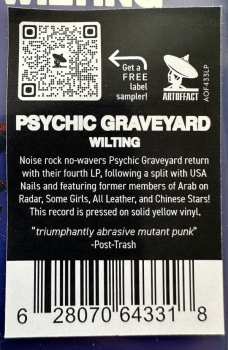 WILTING
Get a
FREE
label
sampler!
ARTOFFACT
AOF433LP
PSYCHIC GRAVEYARD
WILTING
Noise rock no-wavers Psychic Graveyard return
with their fourth LP, following a split with USA
Nails and featuring former members of Arab on
Radar, Some Girls, All Leather, and Chinese Stars!
This record is pressed on solid yellow vinyl.
"triumphantly abrasive mutant punk"
-Post-Trash
6 28070 64331 8